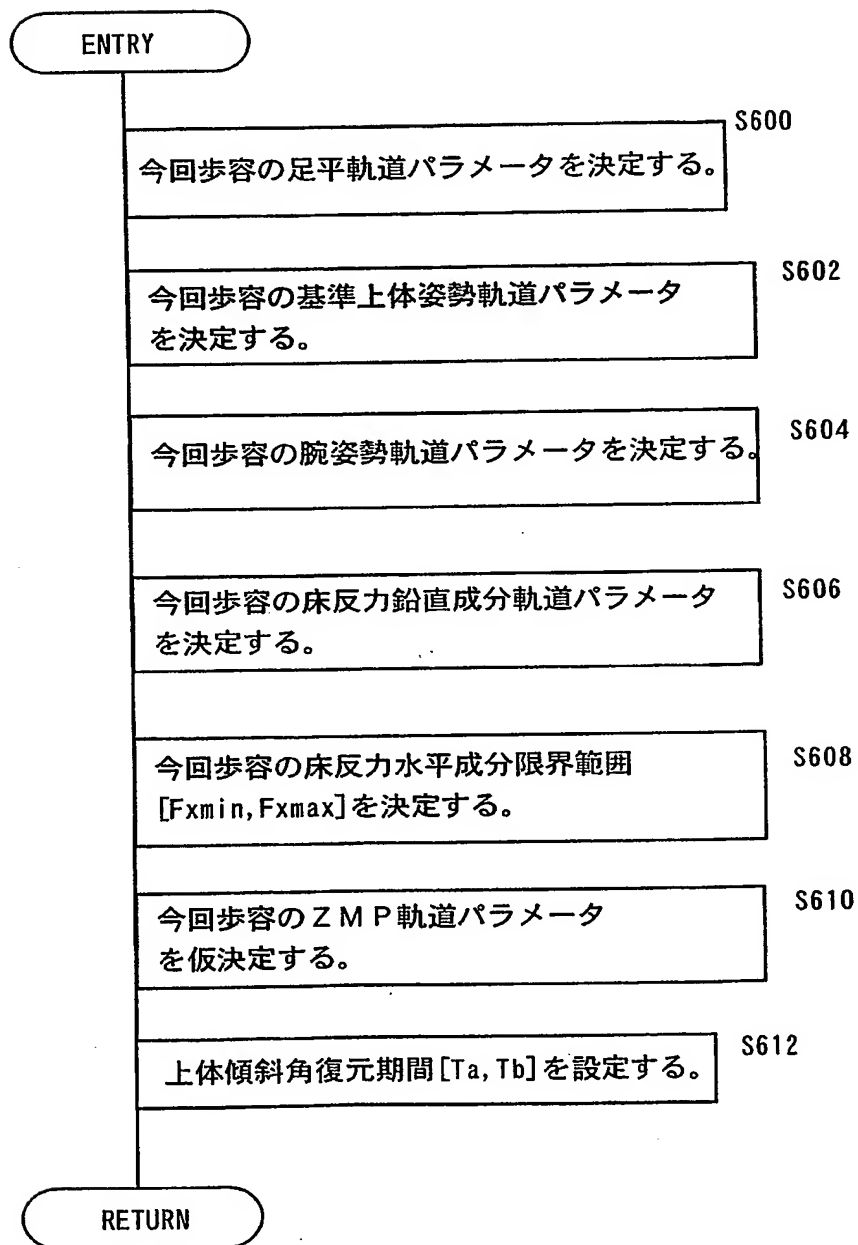 ENTRY
S600
今回歩容の足平軌道パラメータを決定する。
S602
今回歩容の基準上体姿勢軌道パラメータ
を決定する。
S604
今回歩容の腕姿勢軌道パラメータを決定する。
S606
今回歩容の床反力鉛直成分軌道パラメータ
を決定する。
S608
今回歩容の床反力水平成分限界範囲
[Fxmin,Fxmax]を決定する。
S610
今回歩容のZMP軌道パラメータ
を仮決定する。
S612
上体傾斜角復元期間[Ta,Tb]を設定する。
RETURN